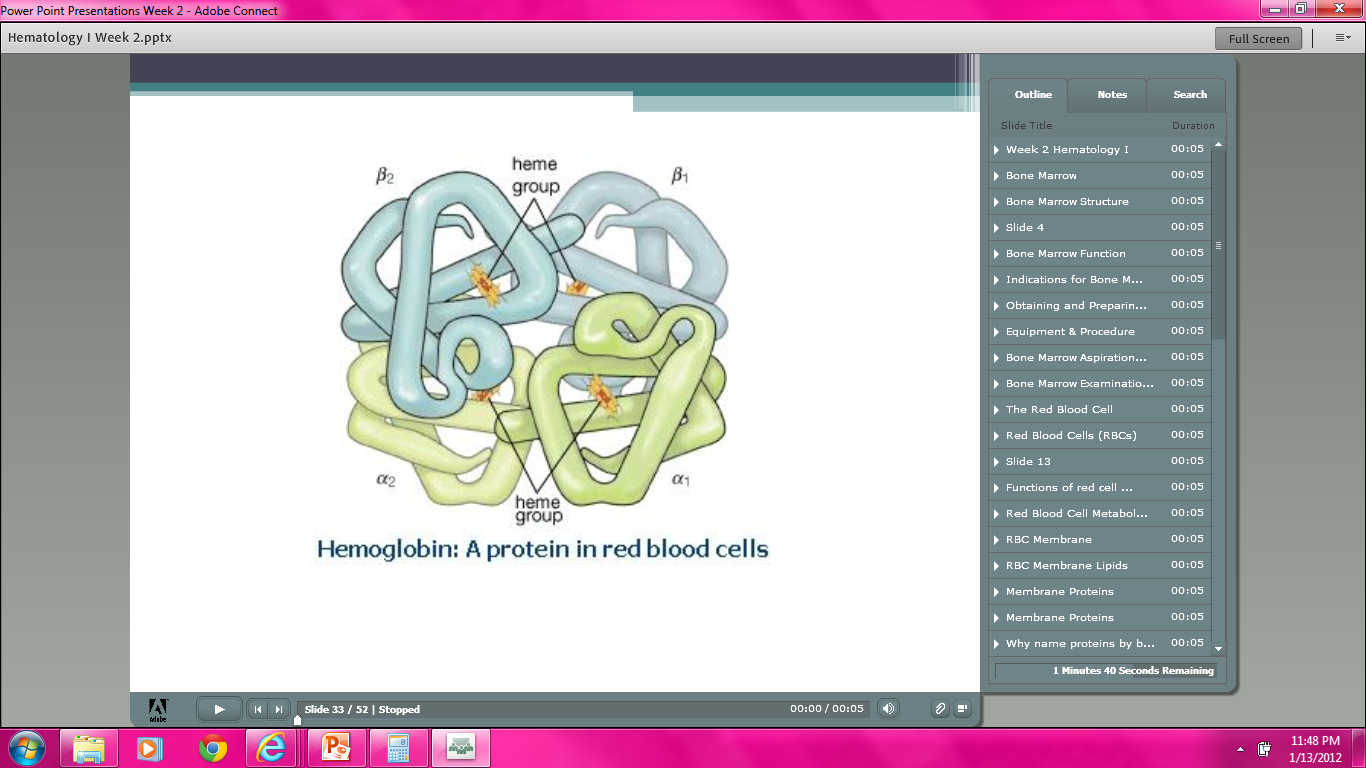 Power Point Presentations Week 2 - Adobe Connect
Hematology I Week 2.pptx
Full Screen
heme
group
β2
β1
α2
α1
heme
group
Hemoglobin: A protein in red blood cells
Outline
Notes
Search
Slide Title Duration
Week 2 Hematology I 00:05
Bone Marrow 00:05
Bone Marrow Structure 00:05
Slide 4 00:05
Bone Marrow Function 00:05
Indications for Bone M... 00:05
Obtaining and Preparin... 00:05
Equipment & Procedure 00:05
Bone Marrow Aspiration... 00:05
Bone Marrow Examinatio... 00:05
The Red Blood Cell 00:05
Red Blood Cells (RBCs) 00:05
Slide 13 00:05
Functions of red cell ... 00:05
Red Blood Cell Metabol... 00:05
RBC Membrane 00:05
RBC Membrane Lipids 00:05
Membrane Proteins 00:05
Membrane Proteins 00:05
Why name proteins by b... 00:05
1 Minutes 40 Seconds Remaining
Adobe
Slide 33 / 52 | Stopped
00:00 / 00:05
11:48 PM
1/13/2012